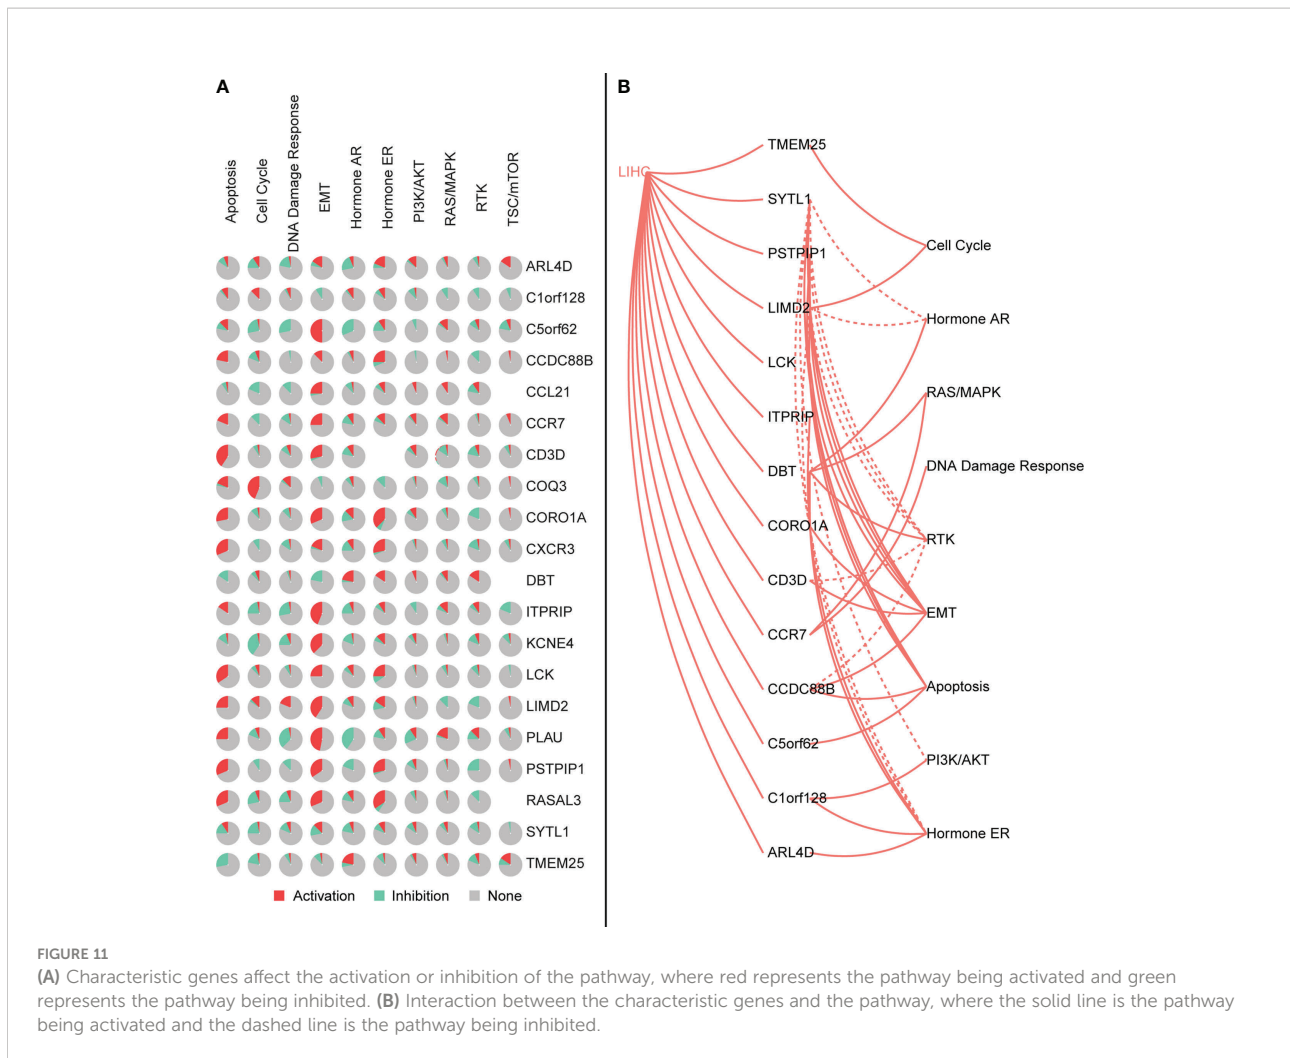 A
B
Apoptosis
Cell Cycle
DNA Damage Response
EMT
Hormone AR
Hormone ER
PI3K/AKT
RAS/MAPK
RTK
TSC/mTOR
ARL4D
C1orf128
C5orf62
CCDC88B
CCL21
CCR7
CD3D
COQ3
CORO1A
CXCR3
DBT
ITPRIP
KCNE4
LCK
LIMD2
PLAU
PSTPIP1
RASAL3
SYTL1
TMEM25
Activation
Inhibition
None
LIHC
TMEM25
SYTL1
PSTPIP1
LIMD2
LCK
ITPRIP
DBT
CORO1A
CD3D
CCR7
CCDC88B
C5orf62
C1orf128
ARL4D
Cell Cycle
Hormone AR
RAS/MAPK
DNA Damage Response
RTK
EMT
Apoptosis
PI3K/AKT
Hormone ER
FIGURE 11
(A) Characteristic genes affect the activation or inhibition of the pathway, where red represents the pathway being activated and green
represents the pathway being inhibited. (B) Interaction between the characteristic genes and the pathway, where the solid line is the pathway
being activated and the dashed line is the pathway being inhibited.